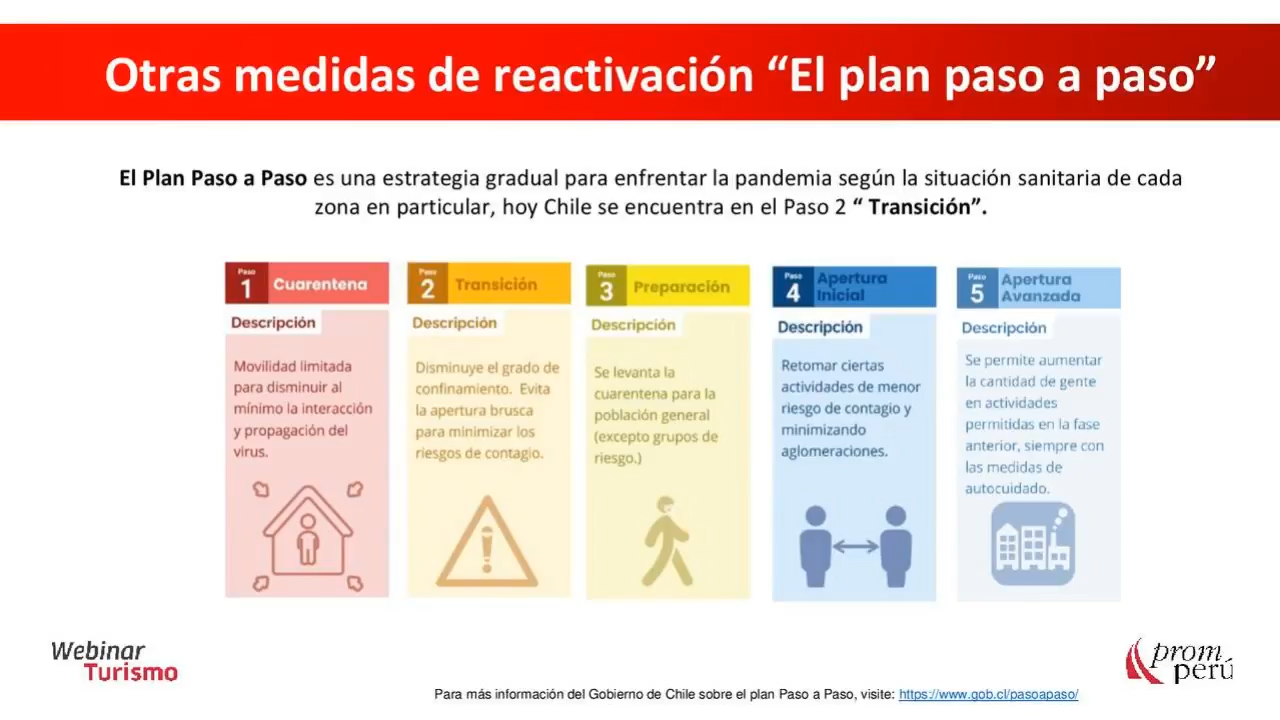 Otras medidas de reactivación “El plan paso a paso”
El Plan Paso a Paso es una estrategia gradual para enfrentar la pandemia según la situación sanitaria de cada
zona en particular, hoy Chile se encuentra en el Paso 2 “ Transición”.
Paso
1
Cuarentena
Descripción
Movilidad limitada
para disminuir al
mínimo la interacción
y propagación del
virus.
Paso
2
Transición
Descripción
Disminuye el grado de
confinamiento. Evita
la apertura brusca
para minimizar los
riesgos de contagio.
Paso
3
Preparación
Descripción
Se levanta la
cuarentena para la
población general
(excepto grupos de
riesgo.)
Paso
4
Apertura
Inicial
Descripción
Retomar ciertas
actividades de menor
riesgo de contagio y
minimizando
aglomeraciones.
Paso
5
Apertura
Avanzada
Descripción
Se permite aumentar
la cantidad de gente
en actividades
permitidas en la fase
anterior, siempre con
las medidas de
autocuidado.
Webinar
Turismo
prom
perú
Para más información del Gobierno de Chile sobre el plan Paso a Paso, visite: https://www.gob.cl/pasoapaso/